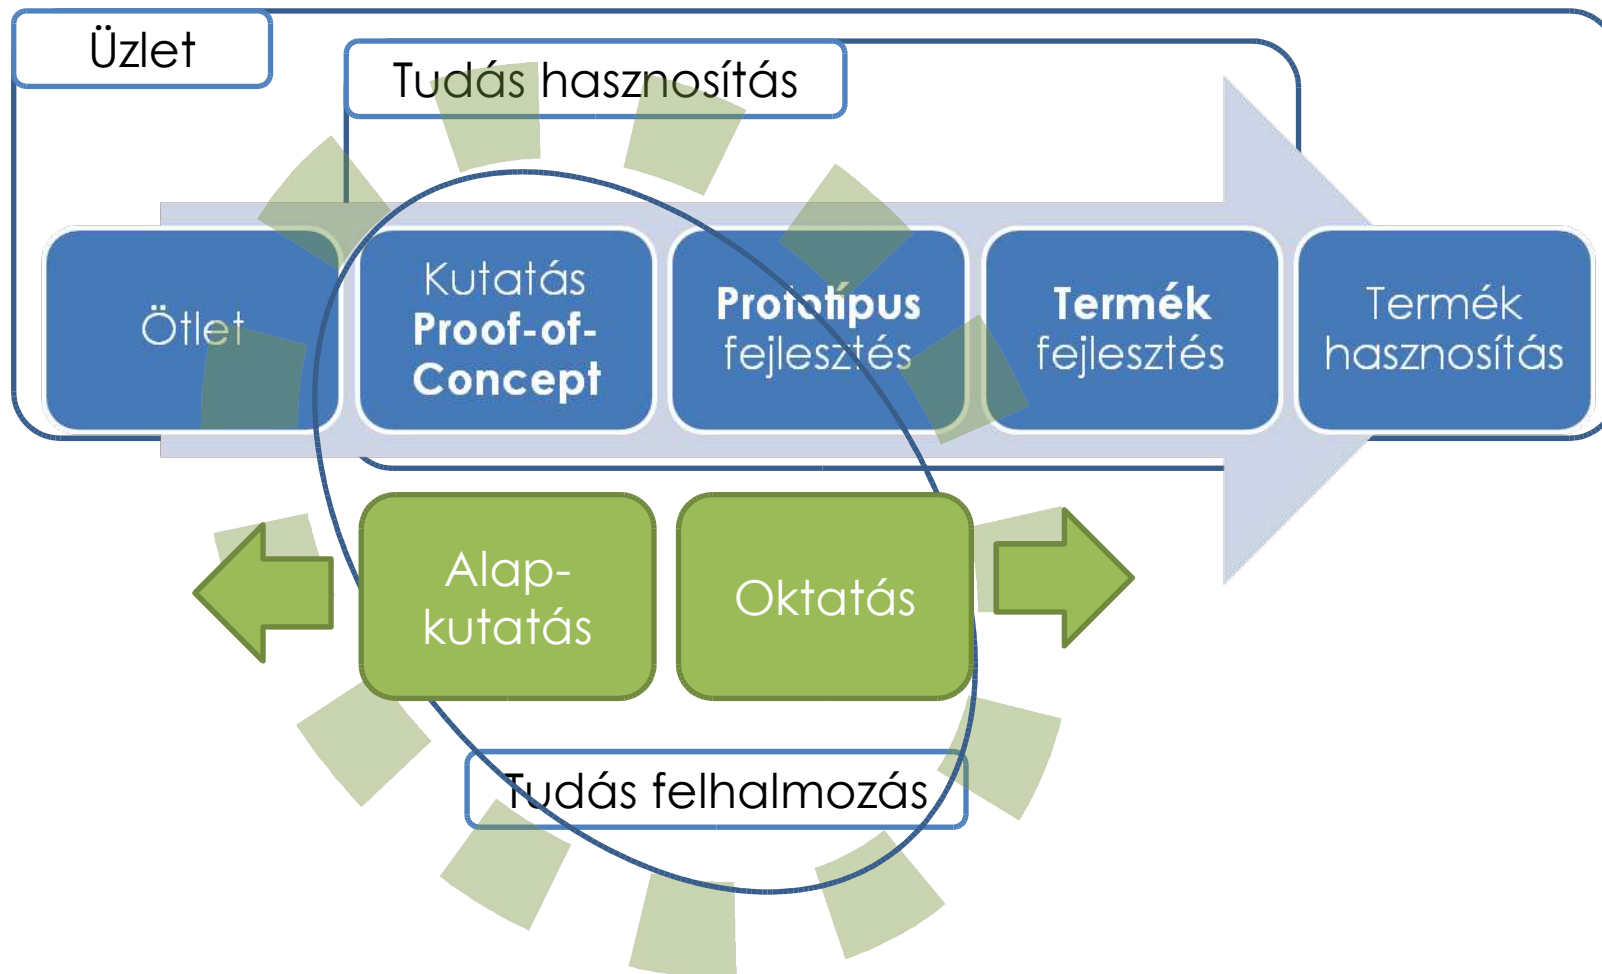 Üzlet
Tudás hasznosítás
Ötlet
Kutatás
Proof-of-
Concept
Prototípus
fejlesztés
Termék
fejlesztés
Termék
hasznosítás
Alap-
kutatás
Oktatás
Tudás felhalmozás